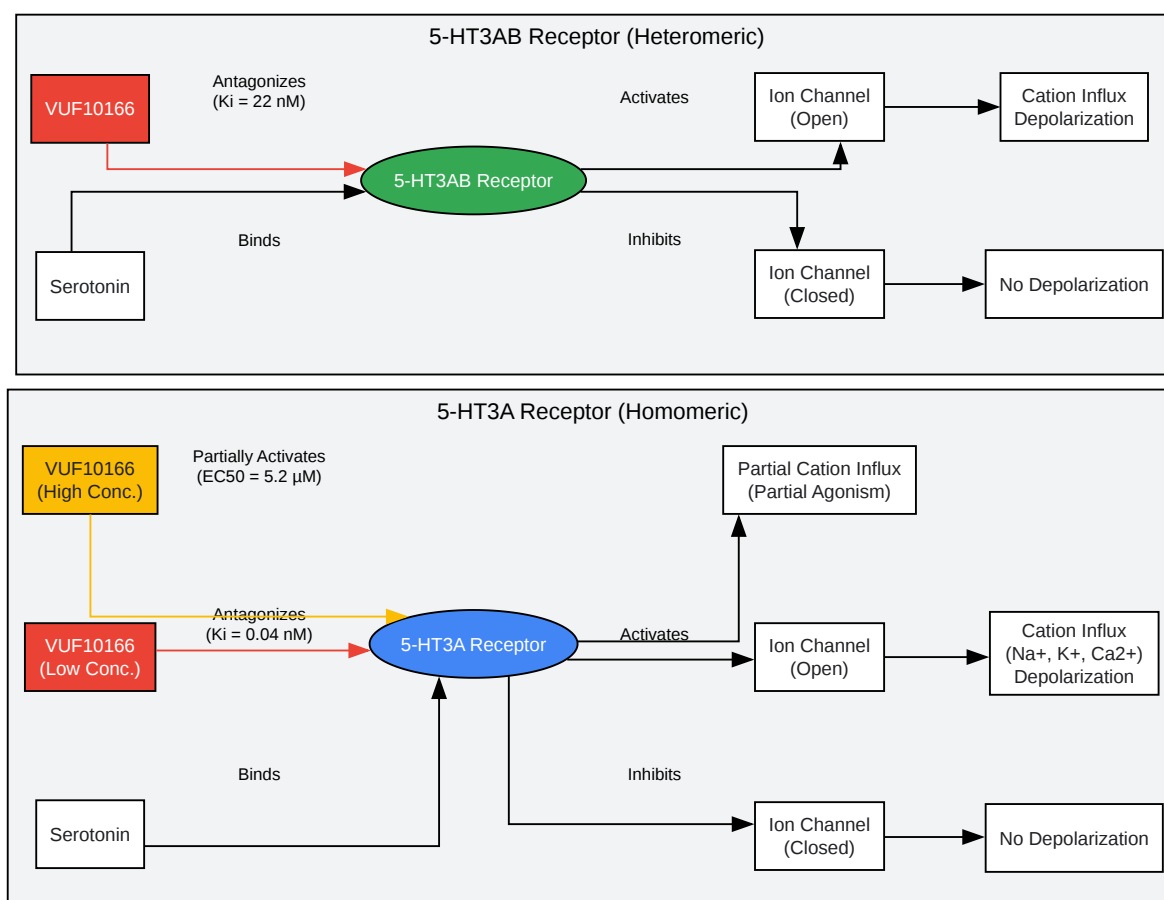 5-HT3AB Receptor (Heteromeric)
VUF10166
Antagonizes
(Ki = 22 nM)
Activates
Ion Channel
(Open)
Cation Influx
Depolarization
5-HT3AB Receptor
Serotonin
Binds
Inhibits
Ion Channel
(Closed)
No Depolarization
5-HT3A Receptor (Homomeric)
VUF10166
(High Conc.)
Partially Activates
(EC50 = 5.2 µM)
Partial Cation Influx
(Partial Agonism)
VUF10166
(Low Conc.)
Antagonizes
(Ki = 0.04 nM)
5-HT3A Receptor
Activates
Ion Channel
(Open)
Cation Influx
(Na+, K+, Ca2+)
Depolarization
Serotonin
Binds
Inhibits
Ion Channel
(Closed)
No Depolarization